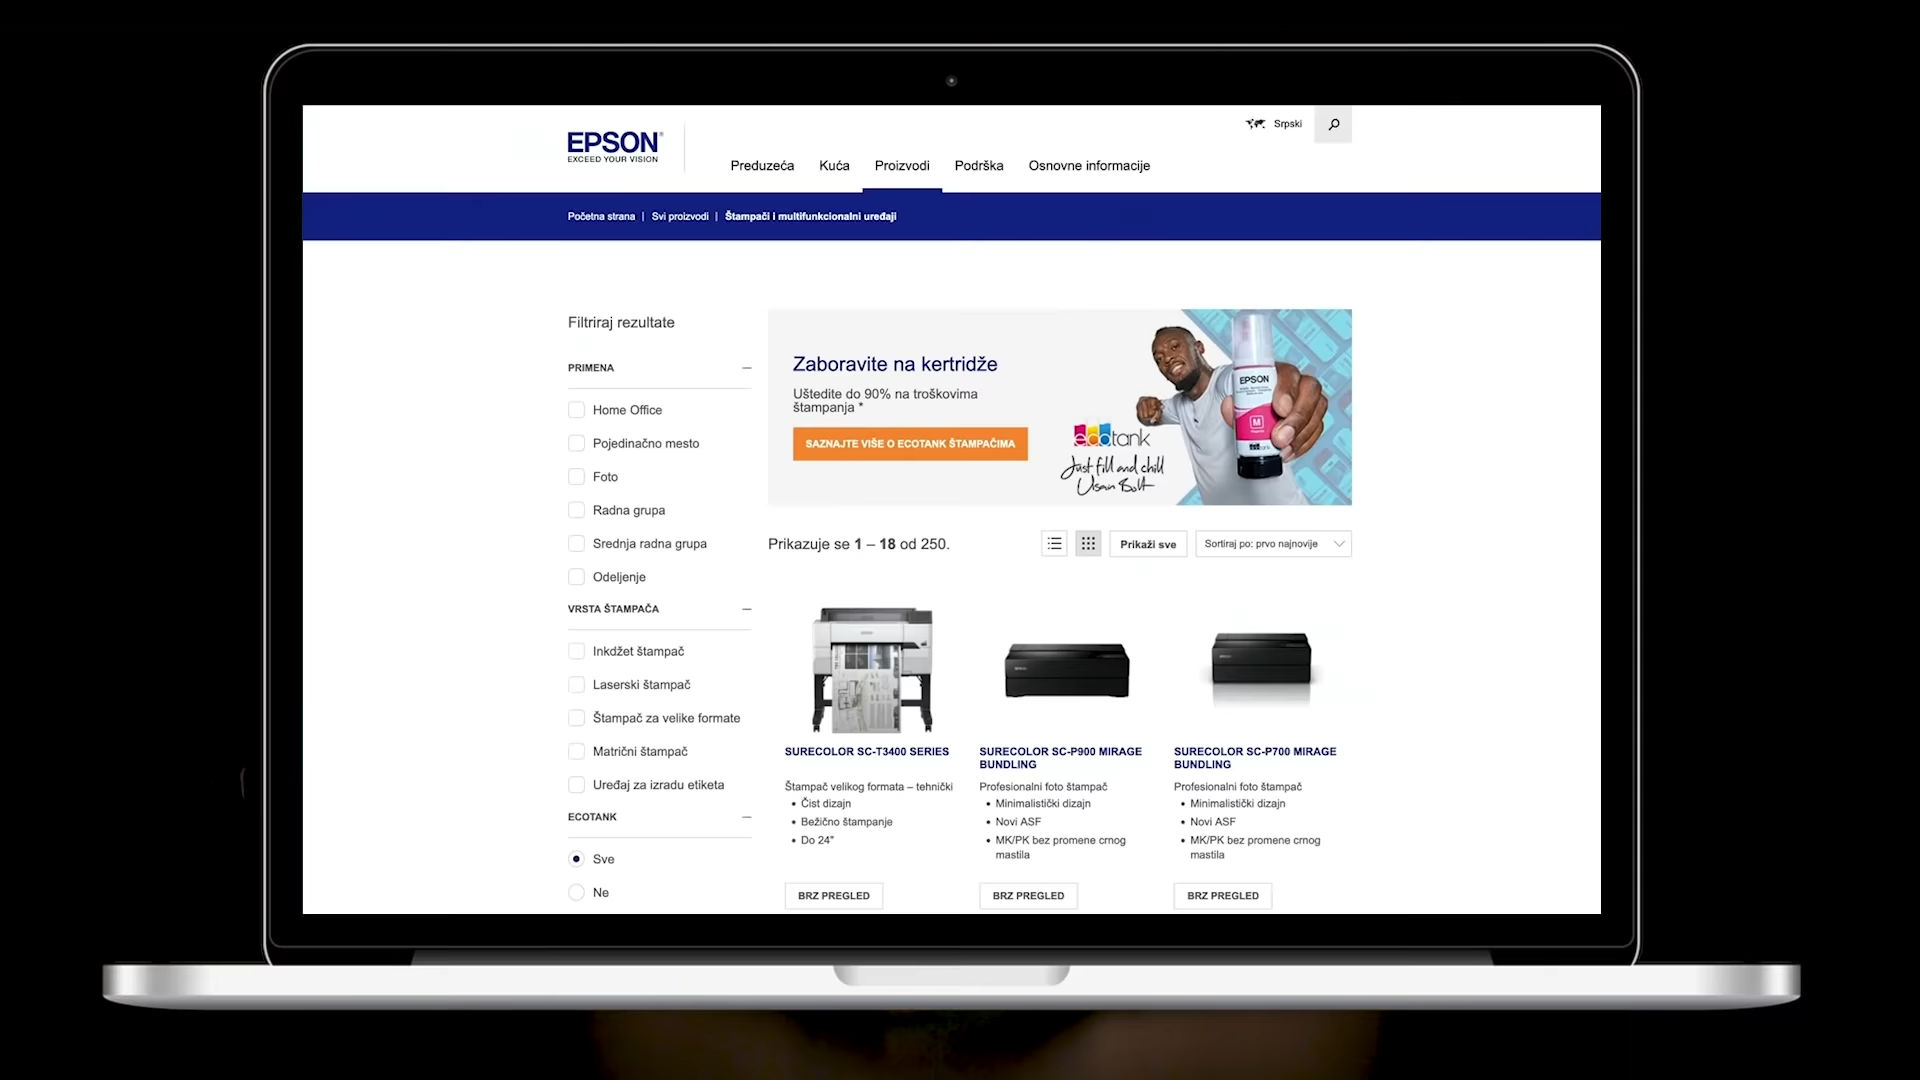 Srpski
EPSON
EXCEED YOUR VISION
Preduzeća
Kuća
Proizvodi
Podrška
Osnovne informacije
Početna strana | Svi proizvodi | Štampači i multifunkcionalni uređaji
Filtriraj rezultate
PRIMENA
Home Office
Pojedinačno mesto
Foto
Radna grupa
Srednja radna grupa
Odeljenje
VRSTA ŠTAMPAČA
Inkdžet štampač
Laserski štampač
Štampač za velike formate
Matrični štampač
Uređaj za izradu etiketa
ECOTANK
Sve
Ne
Zaboravite na kertridže
Uštedite do 90% na troškovima
štampanja *
SAZNAJTE VIŠE O ECOTANK ŠTAMPAČIMA
ecotank
Just fill and chill
Usain Bolt
EPSON
M
Prikazuje se 1 – 18 od 250.
Prikaži sve
Sortiraj po: prvo najnovije
SURECOLOR SC-T3400 SERIES
Štampač velikog formata – tehnički
• Čist dizajn
• Bežično štampanje
• Do 24"
BRZ PREGLED
SURECOLOR SC-P900 MIRAGE
BUNDLING
Profesionalni foto štampač
• Minimalistički dizajn
• Novi ASF
• MK/PK bez promene crnog
mastila
BRZ PREGLED
SURECOLOR SC-P700 MIRAGE
BUNDLING
Profesionalni foto štampač
• Minimalistički dizajn
• Novi ASF
• MK/PK bez promene crnog
mastila
BRZ PREGLED